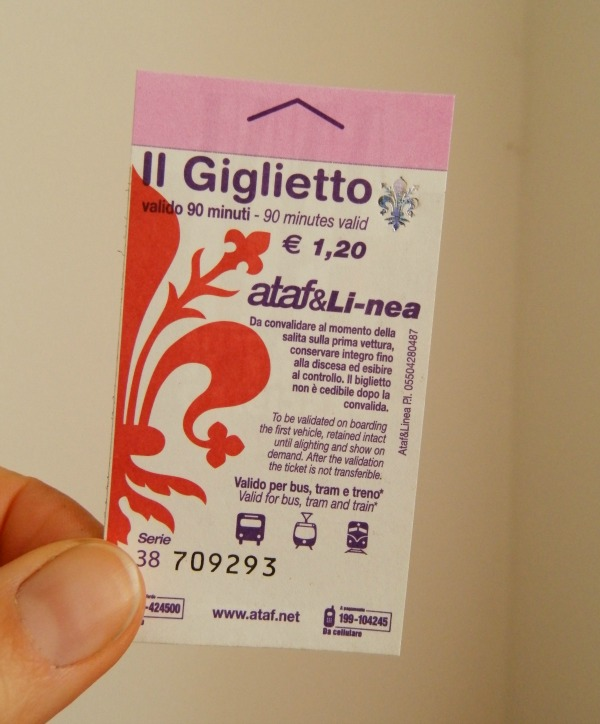 Il Giglietto
valido 90 minuti - 90 minutes valid
€ 1,20
ataf&Li-nea
Da convalidare al momento della
salita sulla prima vettura,
conservare integro fino
alla discesa ed esibire
al controllo. Il biglietto
non è cedibile dopo la
convalida.
To be validated on boarding
the first vehicle, retained intact
until alighting and show on
demand. After the validation
the ticket is not transferible.
Ataf&Linea P.I. 05504280487
Valido per bus, tram e treno*
Valid for bus, tram and train*
Serie
38 709293
-424500
www.ataf.net
A pagamento
199-104245
Da cellulare